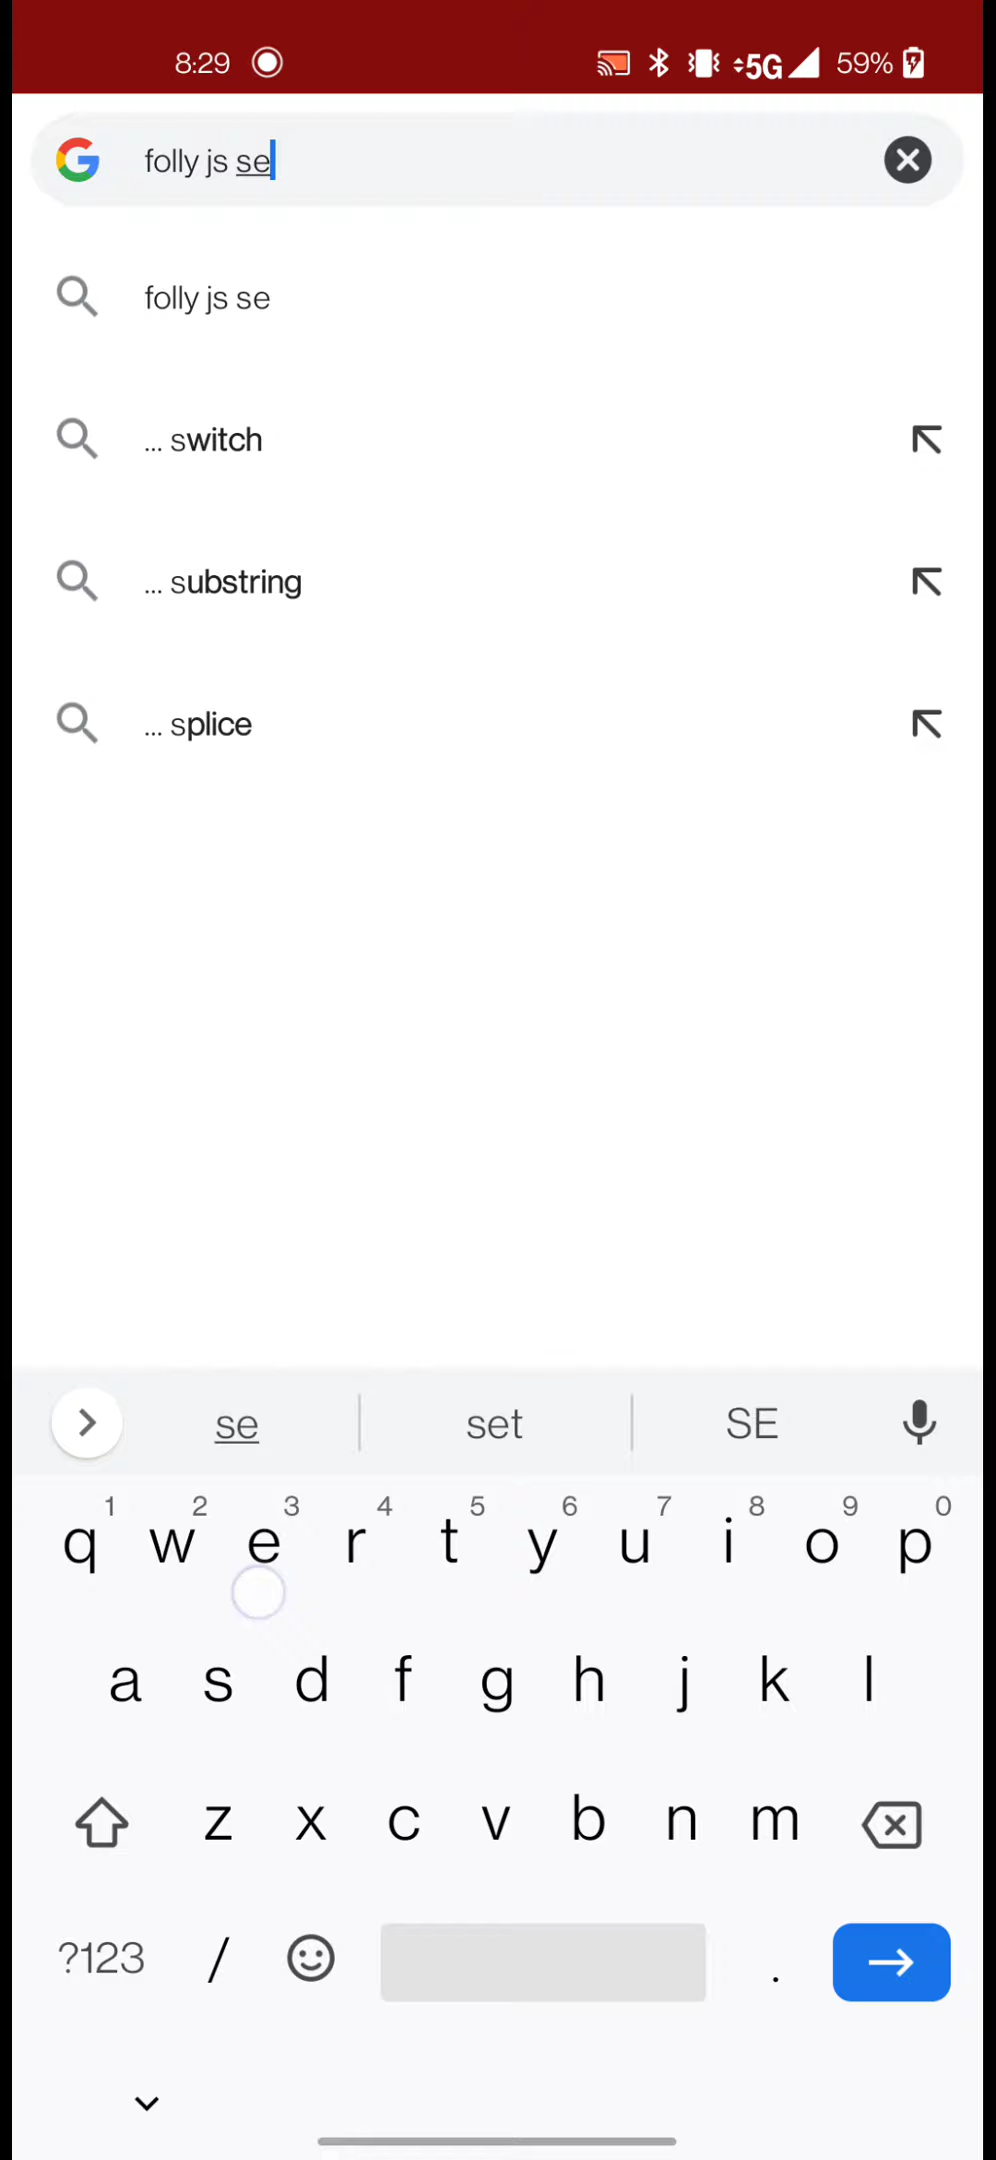 8:29 5G 59%
folly js se
folly js se
... switch
... substring
... splice
se set SE
1 2 3 4 5 6 7 8 9 0
q w e r t y u i o p
a s d f g h j k l
z x c v b n m
?123 / .